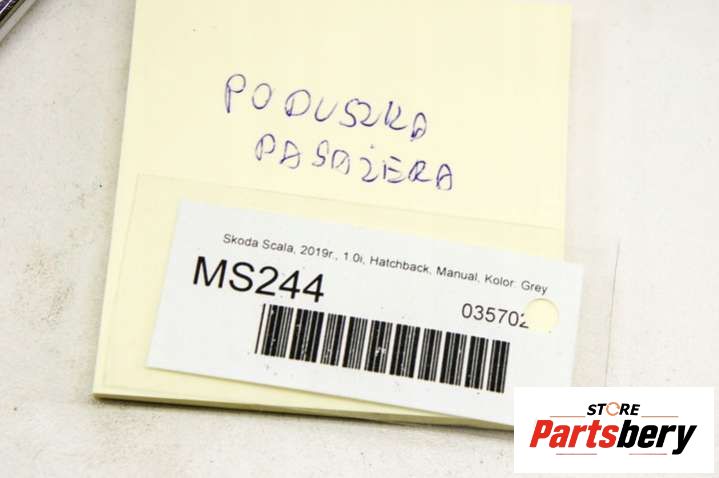 PODUSZKA
PASAŻERA
Skoda Scala, 2019r., 1.0i, Hatchback, Manual, Kolor: Grey
MS244
035702
STORE
Partsbery